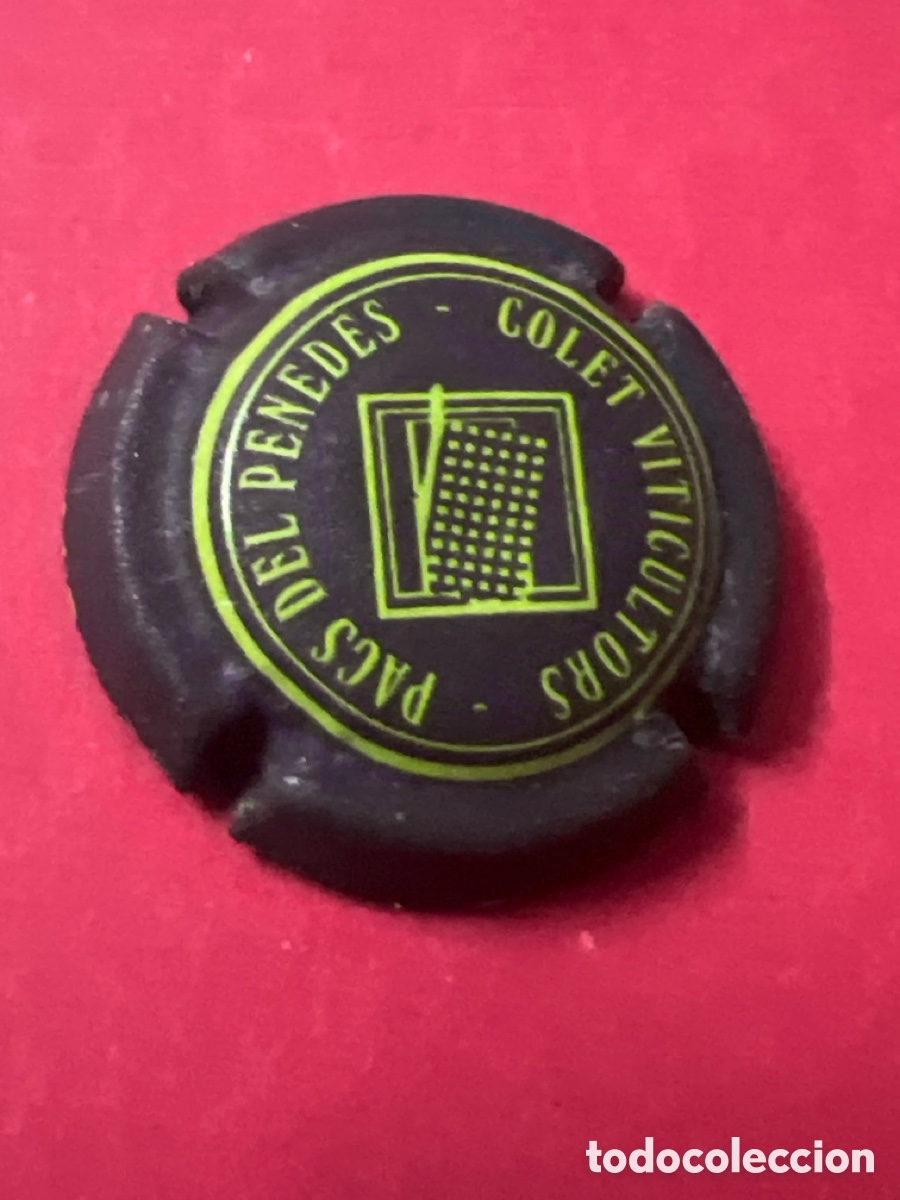 PACS DEL PENEDES - COLET VITICULTORS -
todocoleccion